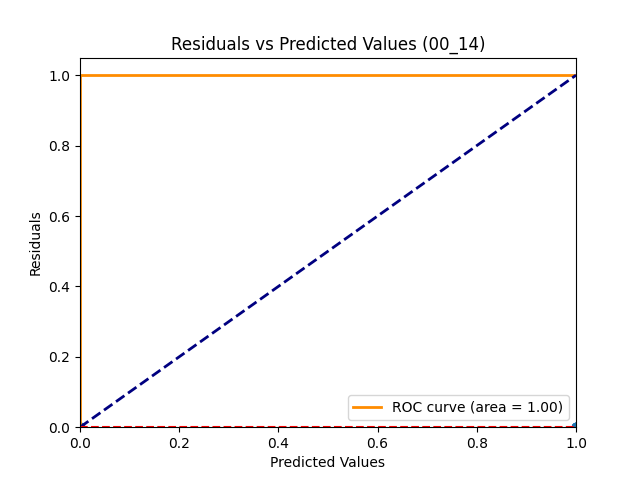 Residuals vs Predicted Values (00_14)
Residuals
1.0
0.8
0.6
0.4
0.2
0.0
ROC curve (area = 1.00)
0.0 0.2 0.4 0.6 0.8 1.0
Predicted Values